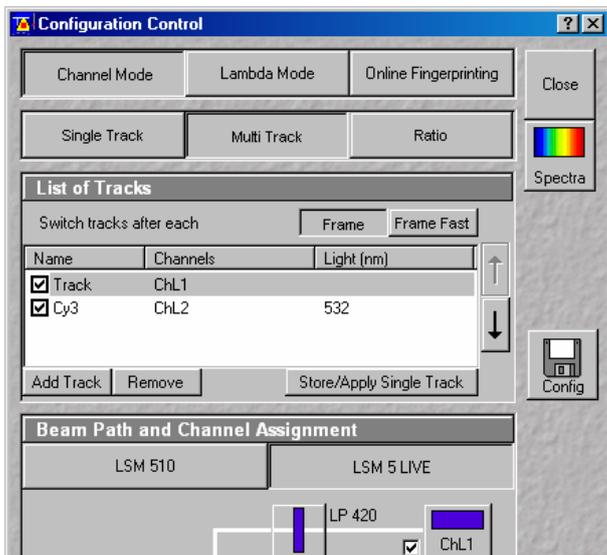 Configuration Control
Channel Mode Lambda Mode Online Fingerprinting Close
Single Track Multi Track Ratio Spectra
List of Tracks
Switch tracks after each Frame Frame Fast
Name Channels Light (nm)
Track ChL1
Cy3 ChL2 532
Add Track Remove Store/Apply Single Track Config
Beam Path and Channel Assignment
LSM 510 LSM 5 LIVE
LP 420
ChL1